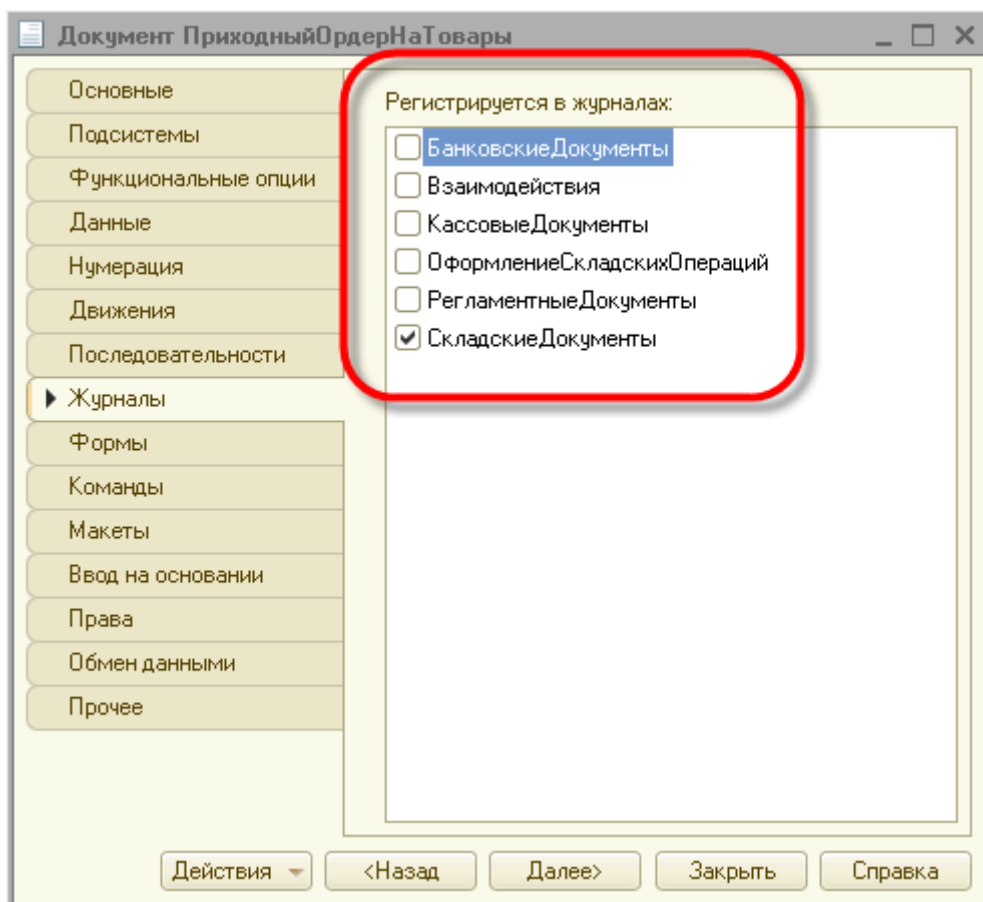 Документ ПриходныйОрдерНаТовары
Основные
Подсистемы
Функциональные опции
Данные
Нумерация
Движения
Последовательности
Журналы
Формы
Команды
Макеты
Ввод на основании
Права
Обмен данными
Прочее
Регистрируется в журналах:
БанковскиеДокументы
Взаимодействия
КассовыеДокументы
ОформлениеСкладскихОпераций
РегламентныеДокументы
СкладскиеДокументы
Действия
<Назад
Далее>
Закрыть
Справка